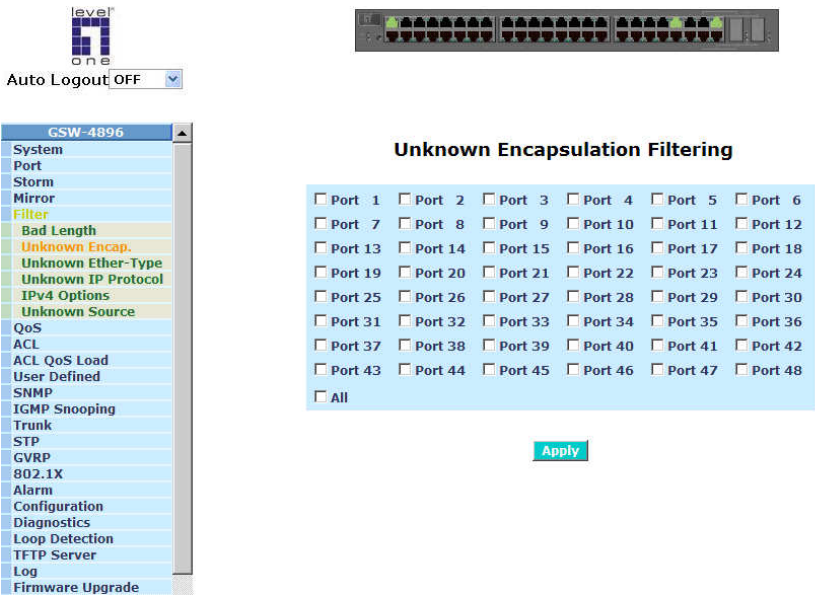 level
one
Auto Logout OFF
GSW-4896
System
Port
Storm
Mirror
Filter
Bad Length
Unknown Encap.
Unknown Ether-Type
Unknown IP Protocol
IPv4 Options
Unknown Source
QoS
ACL
ACL QoS Load
User Defined
SNMP
IGMP Snooping
Trunk
STP
GVRP
802.1X
Alarm
Configuration
Diagnostics
Loop Detection
TFTP Server
Log
Firmware Upgrade
Unknown Encapsulation Filtering
Port 1 Port 2 Port 3 Port 4 Port 5 Port 6
Port 7 Port 8 Port 9 Port 10 Port 11 Port 12
Port 13 Port 14 Port 15 Port 16 Port 17 Port 18
Port 19 Port 20 Port 21 Port 22 Port 23 Port 24
Port 25 Port 26 Port 27 Port 28 Port 29 Port 30
Port 31 Port 32 Port 33 Port 34 Port 35 Port 36
Port 37 Port 38 Port 39 Port 40 Port 41 Port 42
Port 43 Port 44 Port 45 Port 46 Port 47 Port 48
All
Apply